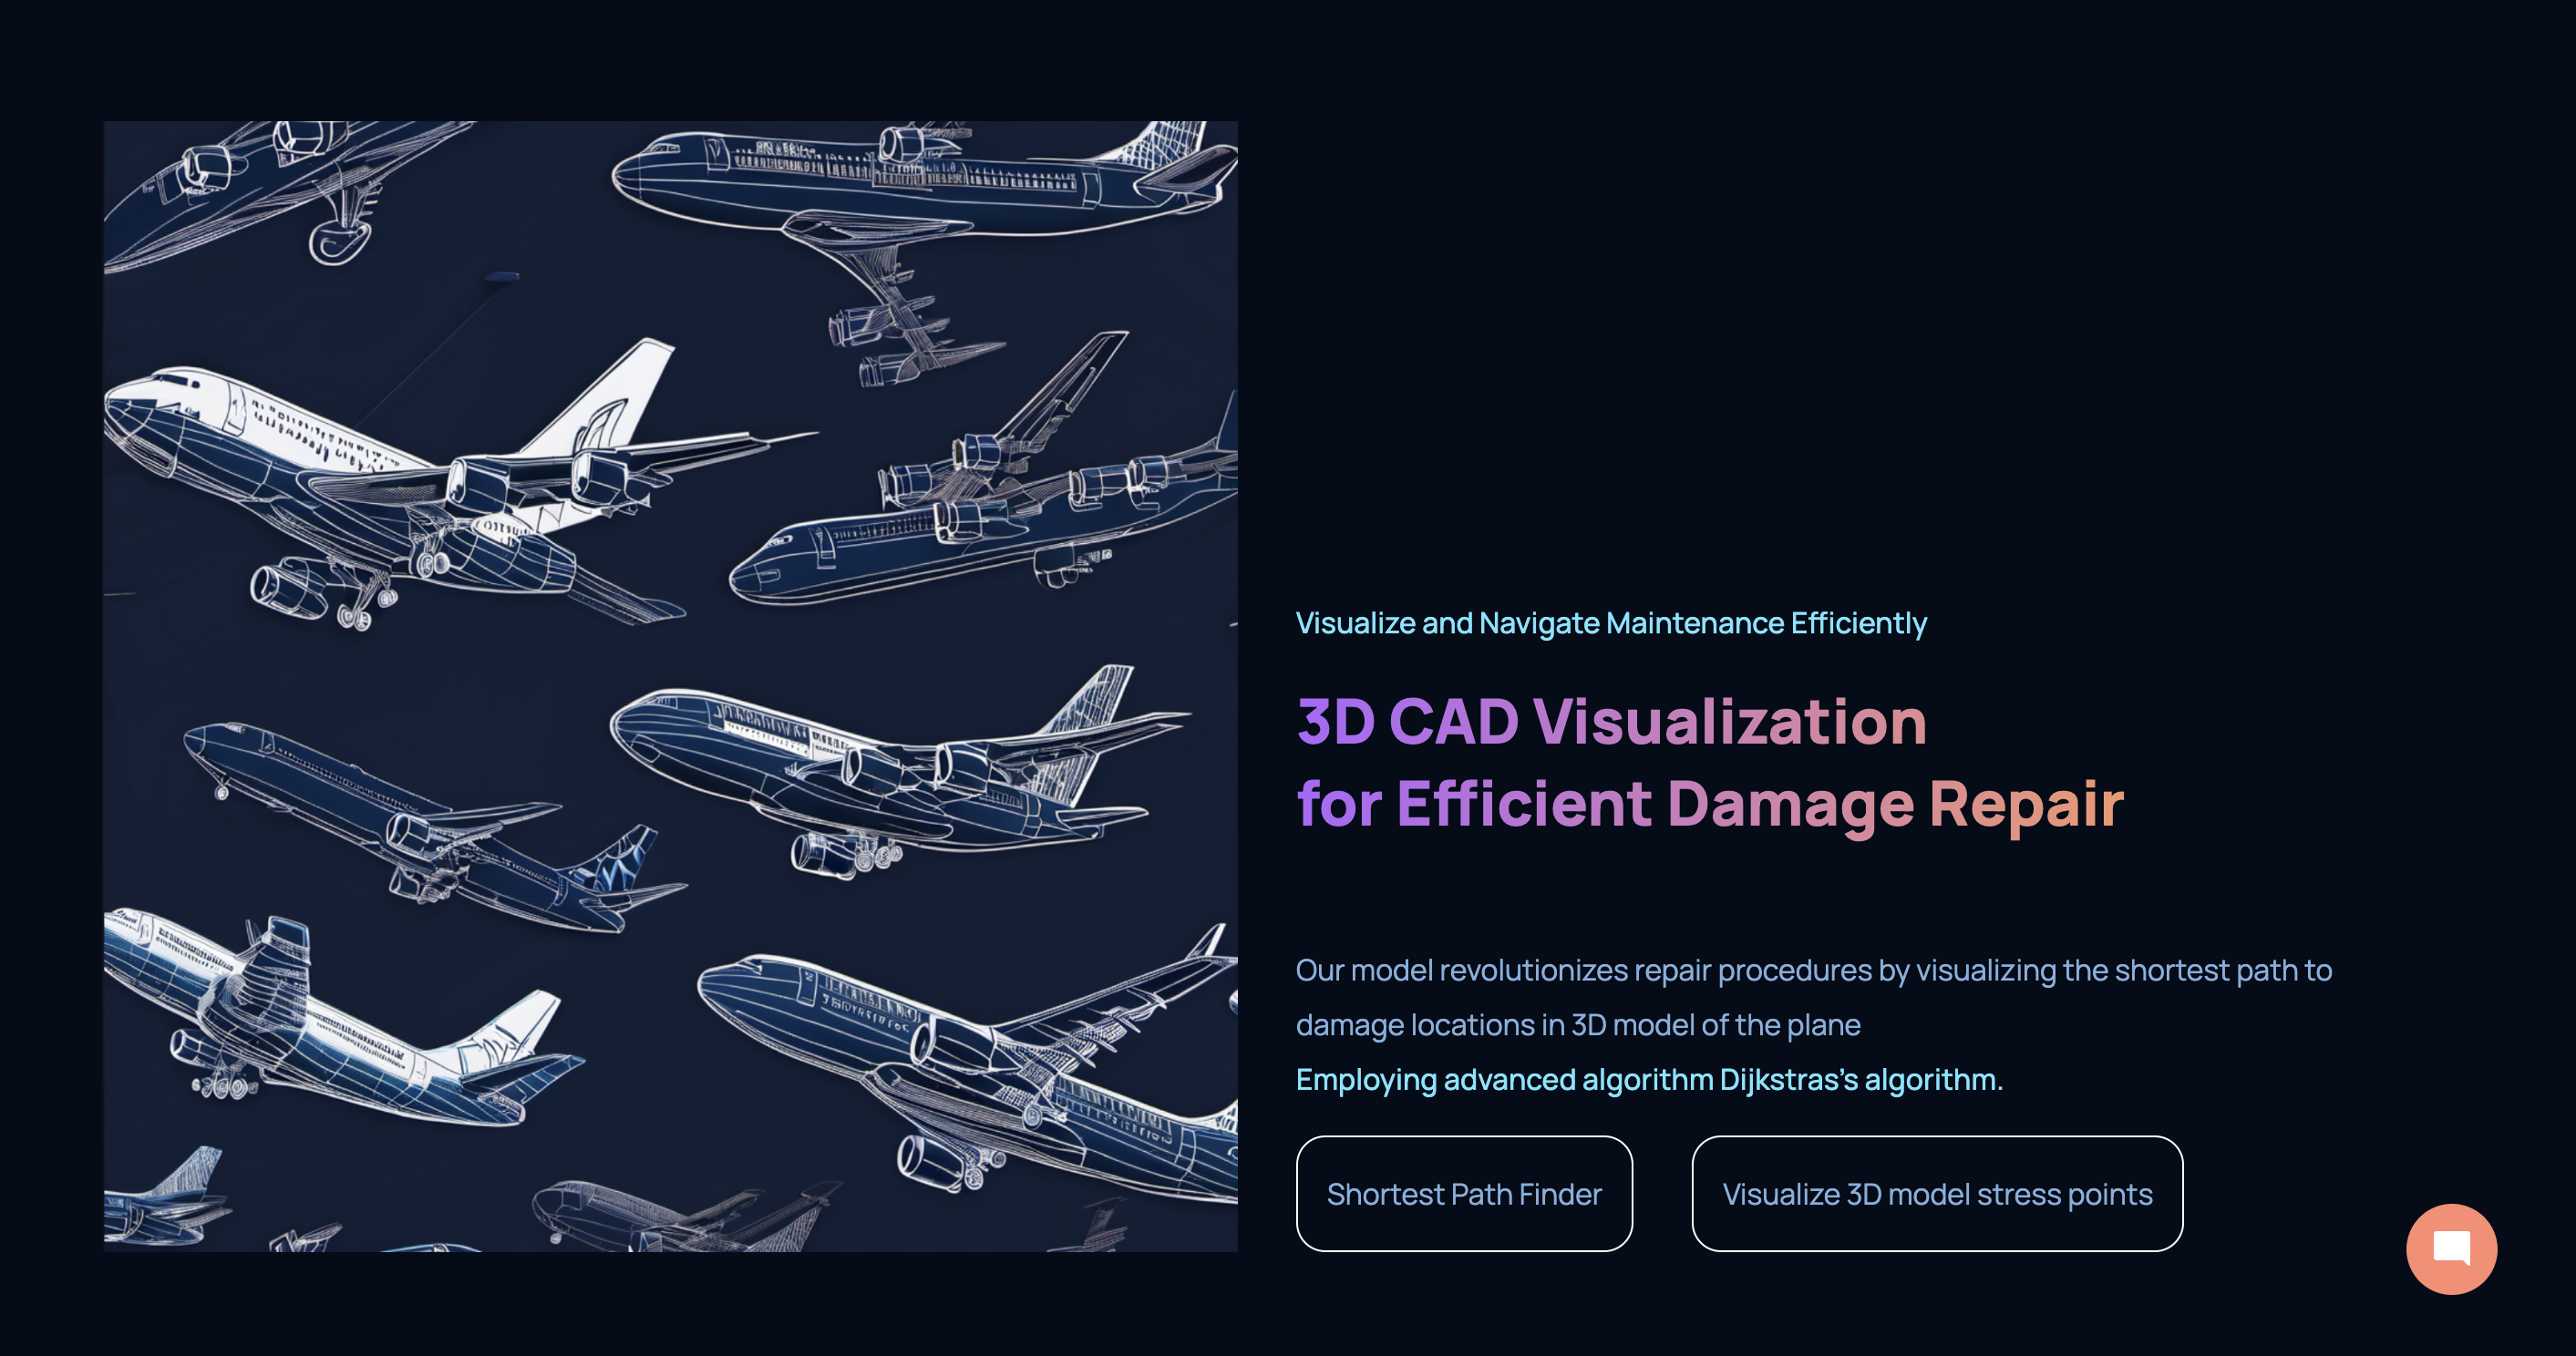 Visualize and Navigate Maintenance Efficiently
3D CAD Visualization
for Efficient Damage Repair
Our model revolutionizes repair procedures by visualizing the shortest path to
damage locations in 3D model of the plane
Employing advanced algorithm Dijkstras's algorithm.
Shortest Path Finder
Visualize 3D model stress points